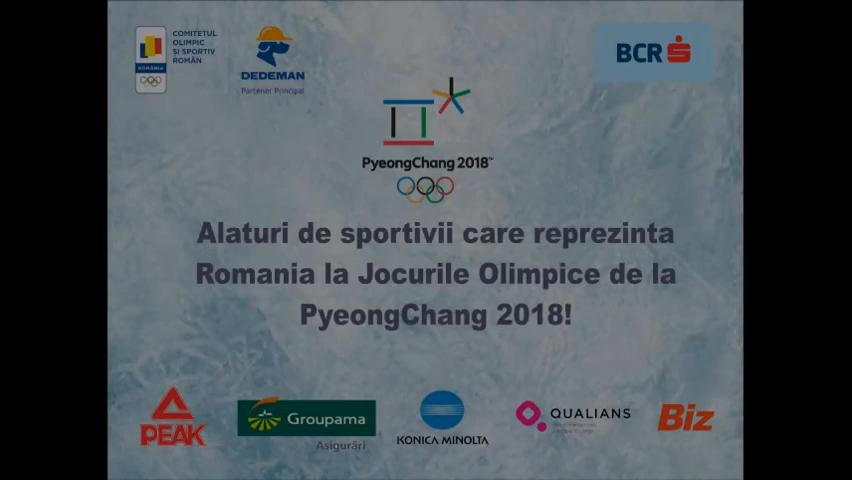 COMITETUL
OLIMPIC
ȘI SPORTIV
ROMÂN
ROMÂNIA
DEDEMAN
Partener Principal
BCR
PyeongChang 2018™
Alaturi de sportivii care reprezinta
Romania la Jocurile Olimpice de la
PyeongChang 2018!
PEAK
Groupama
Asigurări
KONICA MINOLTA
QUALIANS
Biz